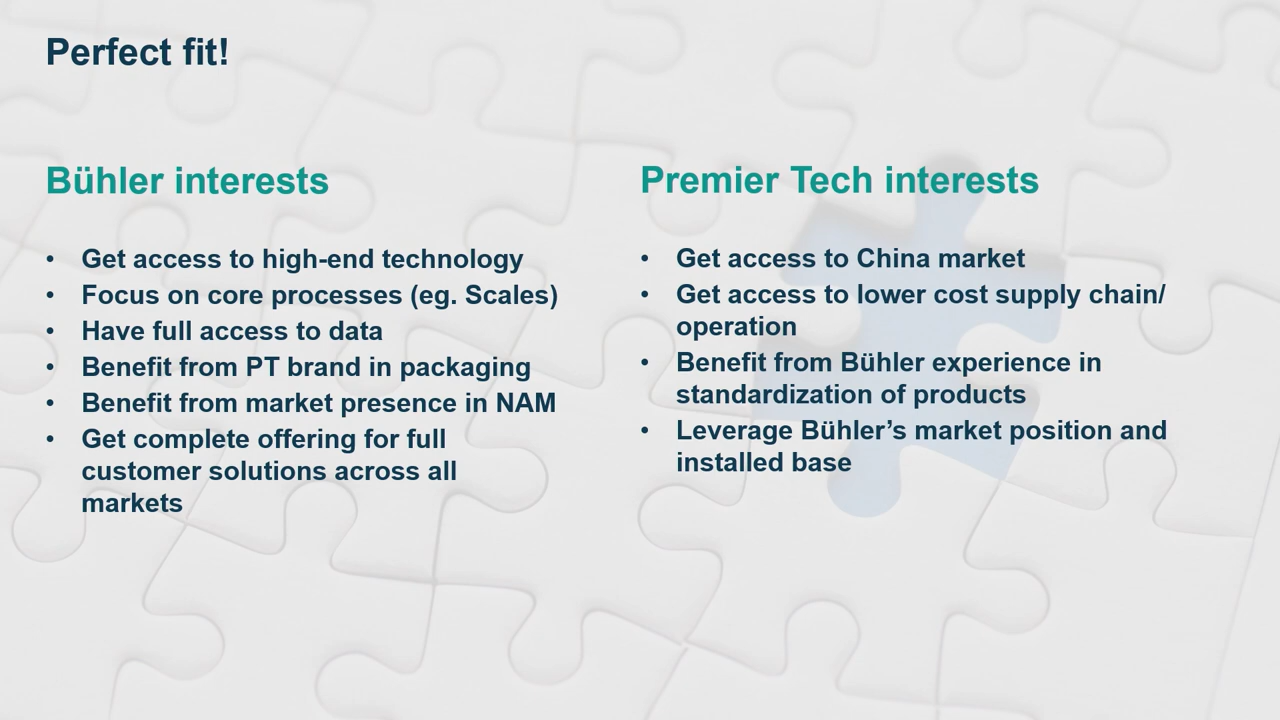 Perfect fit!
Bühler interests
• Get access to high-end technology
• Focus on core processes (eg. Scales)
• Have full access to data
• Benefit from PT brand in packaging
• Benefit from market presence in NAM
• Get complete offering for full
customer solutions across all
markets
Premier Tech interests
• Get access to China market
• Get access to lower cost supply chain/
operation
• Benefit from Bühler experience in
standardization of products
• Leverage Bühler’s market position and
installed base